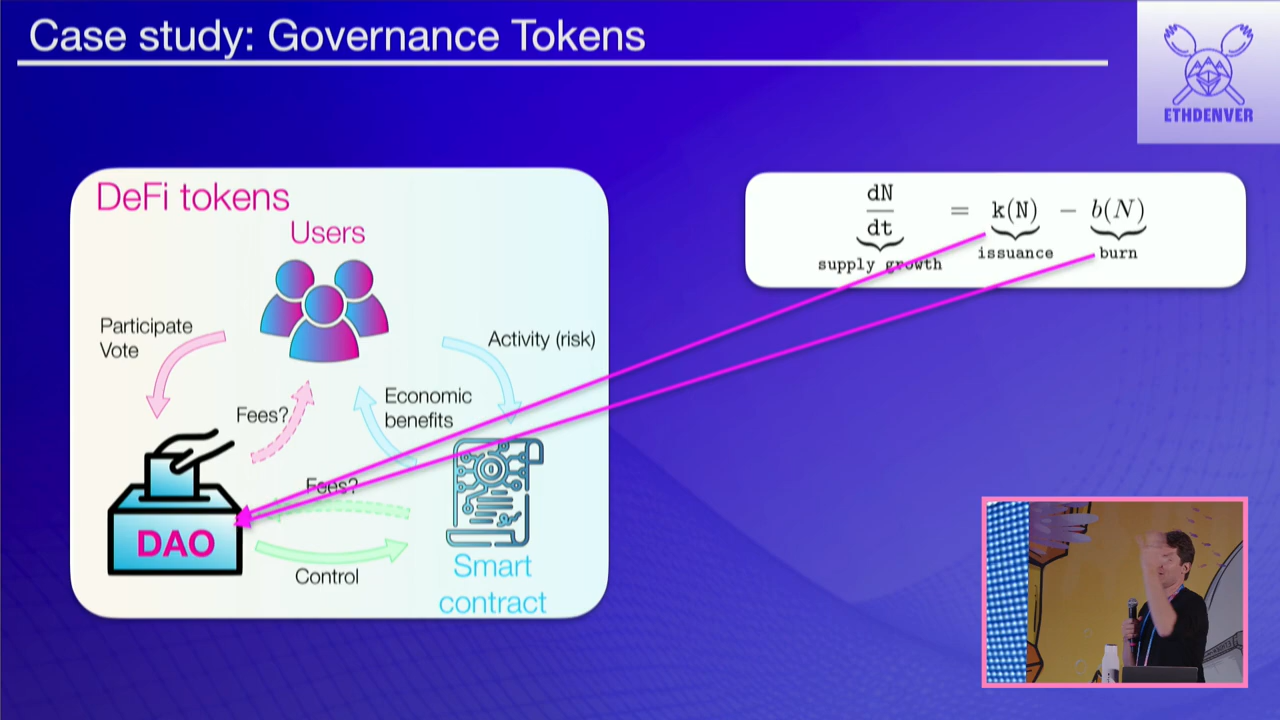 Case study: Governance Tokens
ETHDENVER
DeFi tokens
Users
Participate
Vote
Activity (risk)
Fees?
Economic
benefits
Fees?
DAO
Control
Smart
contract
dN
dt
= k(N) − b(N)
supply growth
issuance
burn